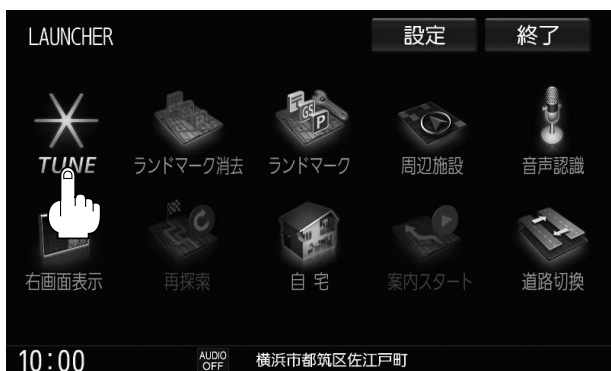 LAUNCHER 設定 終了
TUNE ランドマーク消去 ランドマーク 周辺施設 音声認識
右画面表示 再探索 自 宅 案内スタート 道路切換
10:00 AUDIO OFF 横浜市都筑区佐江戸町